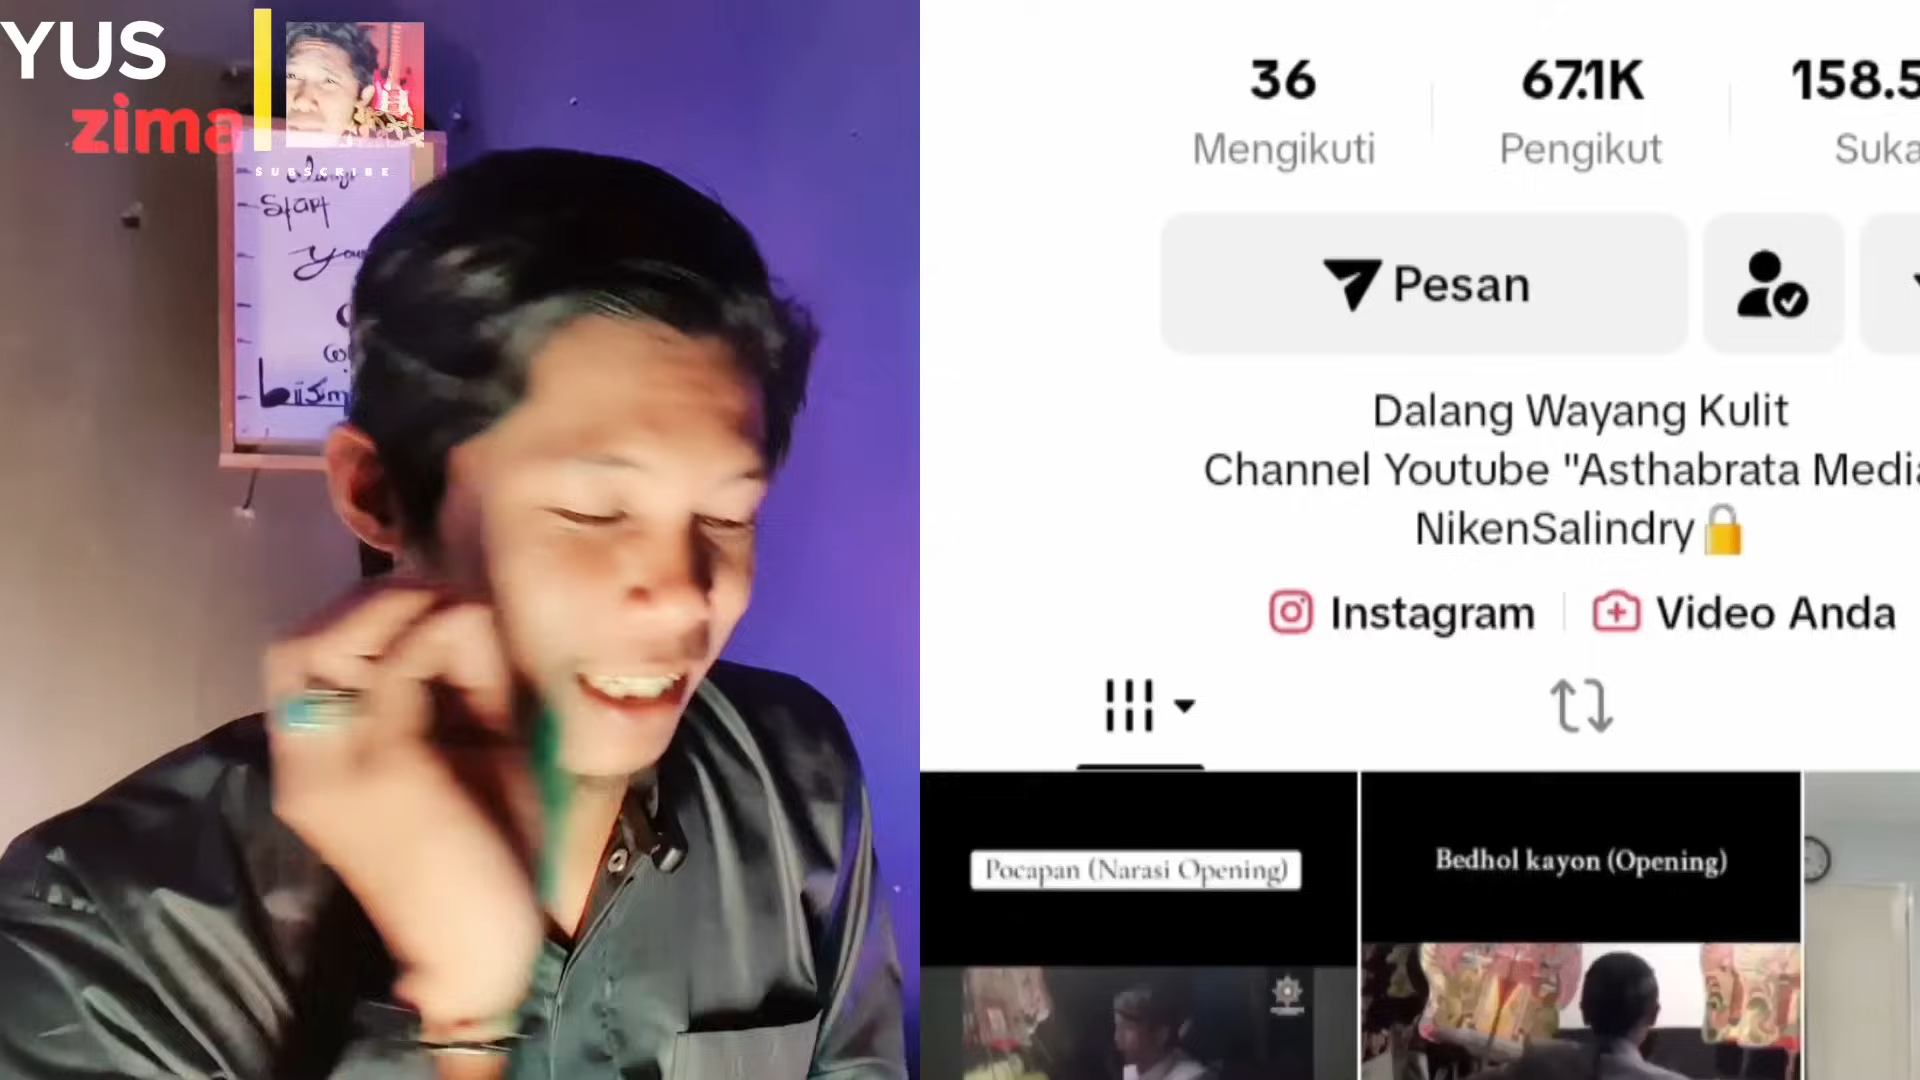 YUS
zima
SUBSCRIBE
Start
36
Mengikuti
67.1K
Pengikut
158.5
Suka
Pesan
Dalang Wayang Kulit
Channel Youtube "Asthabrata Media
NikenSalindry🔒
Instagram
Video Anda
Pocapan (Narasi Opening)
Bedhol kayon (Opening)